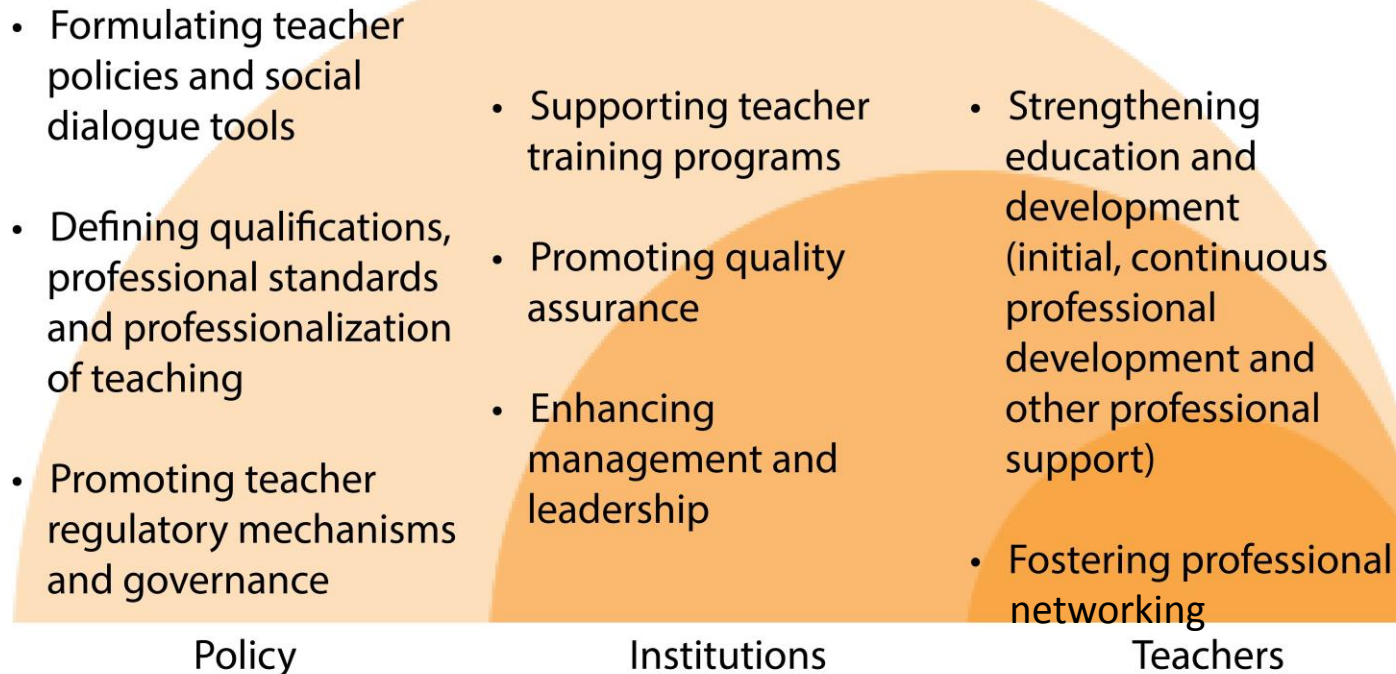 • Formulating teacher
policies and social
dialogue tools
• Defining qualifications,
professional standards
and professionalization
of teaching
• Promoting teacher
regulatory mechanisms
and governance
Policy
• Supporting teacher
training programs
• Promoting quality
assurance
• Enhancing
management and
leadership
Institutions
• Strengthening
education and
development
(initial, continuous
professional
development and
other professional
support)
• Fostering professional
networking
Teachers